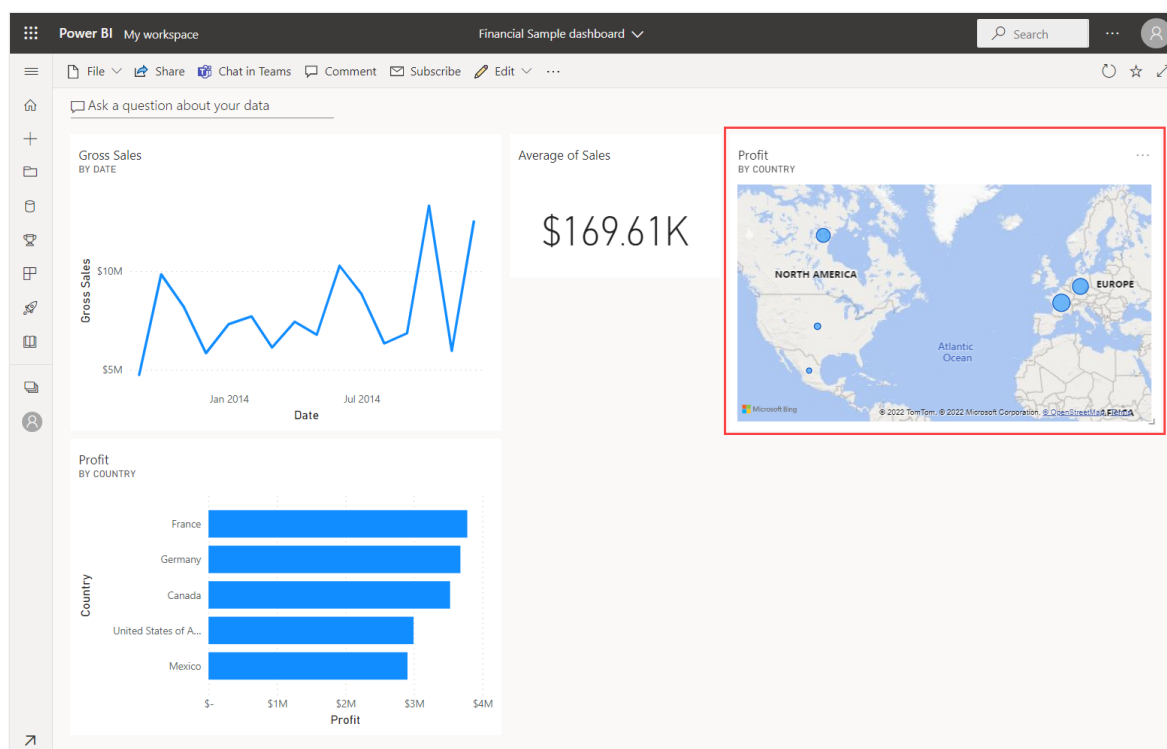 Power BI My workspace Financial Sample dashboard Search
File Share Chat in Teams Comment Subscribe Edit
Ask a question about your data
Gross Sales
BY DATE
Gross Sales
$10M
$5M
Jan 2014 Jul 2014
Date
Average of Sales
$169.61K
Profit
BY COUNTRY
NORTH AMERICA
EUROPE
Atlantic
Ocean
Microsoft Bing
© 2022 TomTom, © 2022 Microsoft Corporation, © OpenStreetMap
Profit
BY COUNTRY
Country
France
Germany
Canada
United States of A...
Mexico
$- $1M $2M $3M $4M
Profit